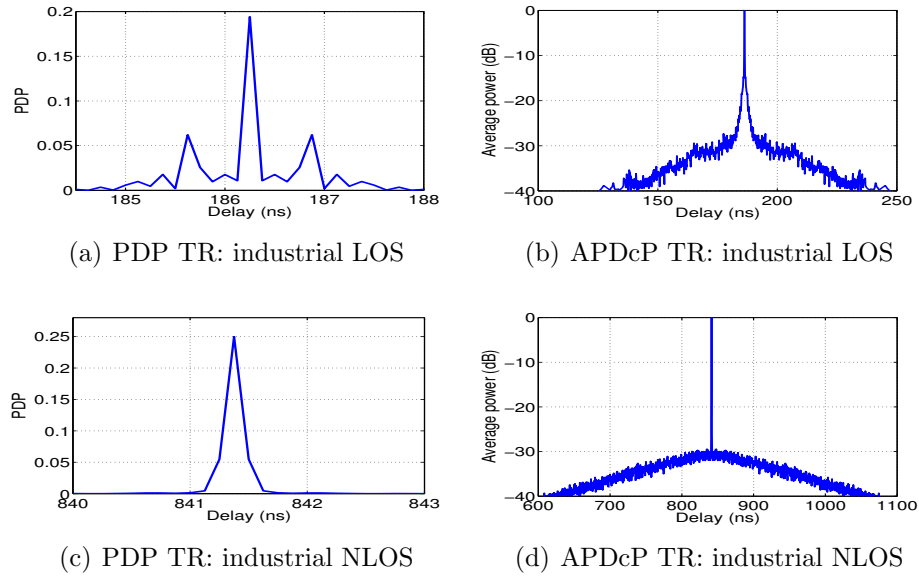 0.2
0.15
0.1
0.05
0
PDP
185 186 187 188
Delay (ns)
(a) PDP TR: industrial LOS
0
−10
−20
−30
−40
Average power (dB)
100 150 200 250
Delay (ns)
(b) APDcP TR: industrial LOS
0.25
0.2
0.15
0.1
0.05
0
PDP
840 841 842 843
Delay (ns)
(c) PDP TR: industrial NLOS
0
−10
−20
−30
−40
Average power (dB)
600 700 800 900 1000 1100
Delay (ns)
(d) APDcP TR: industrial NLOS